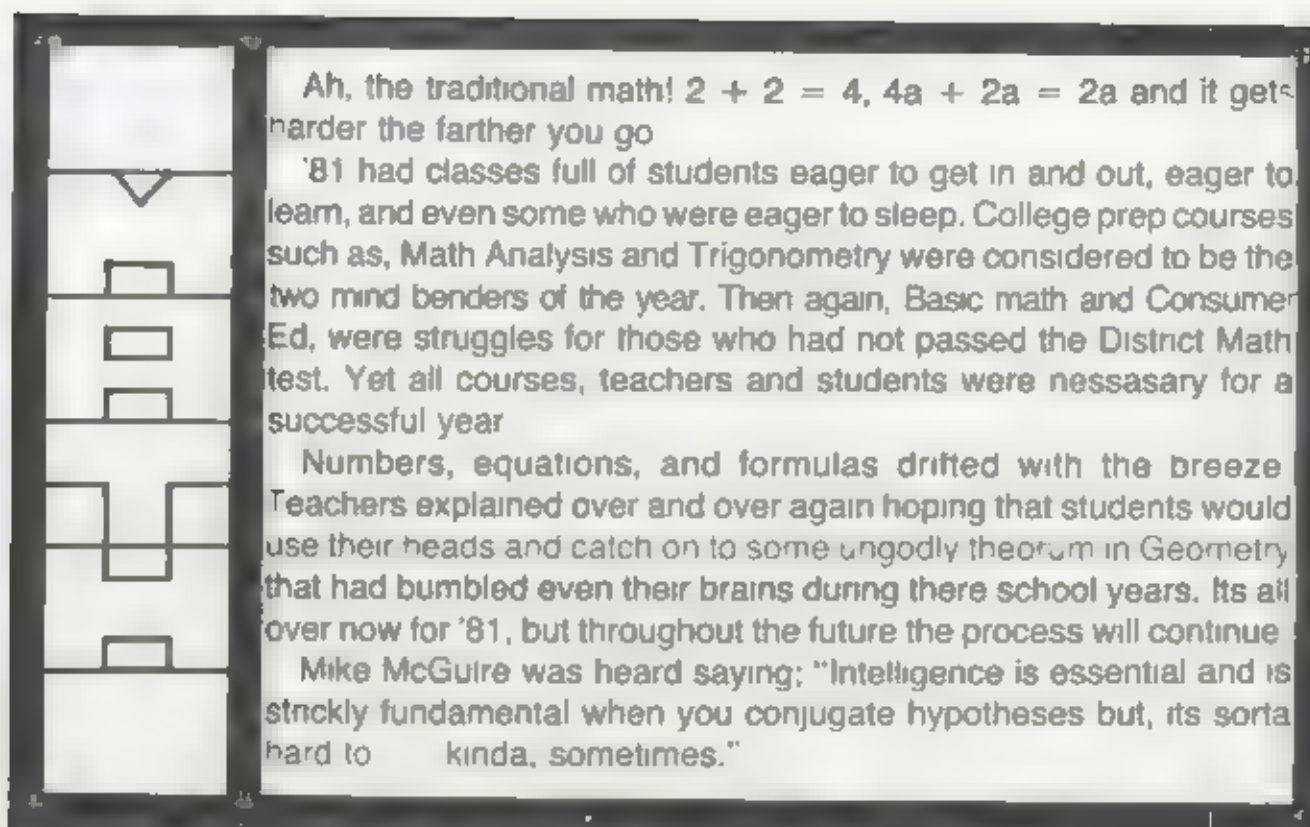 Ah, the traditional math! 2 + 2 = 4, 4a + 2a = 2a and it gets
harder the farther you go
'81 had classes full of students eager to get in and out, eager to
learn, and even some who were eager to sleep. College prep courses
such as, Math Analysis and Trigonometry were considered to be the
two mind benders of the year. Then again, Basic math and Consumer
Ed, were struggles for those who had not passed the District Math
test. Yet all courses, teachers and students were nessasary for a
successful year
Numbers, equations, and formulas drifted with the breeze
Teachers explained over and over again hoping that students would
use their heads and catch on to some ungodly theorum in Geometry
that had bumbled even their brains during there school years. Its all
over now for '81, but throughout the future the process will continue
Mike McGuire was heard saying; "Intelligence is essential and is
strickly fundamental when you conjugate hypotheses but, its sorta
hard to kinda, sometimes."